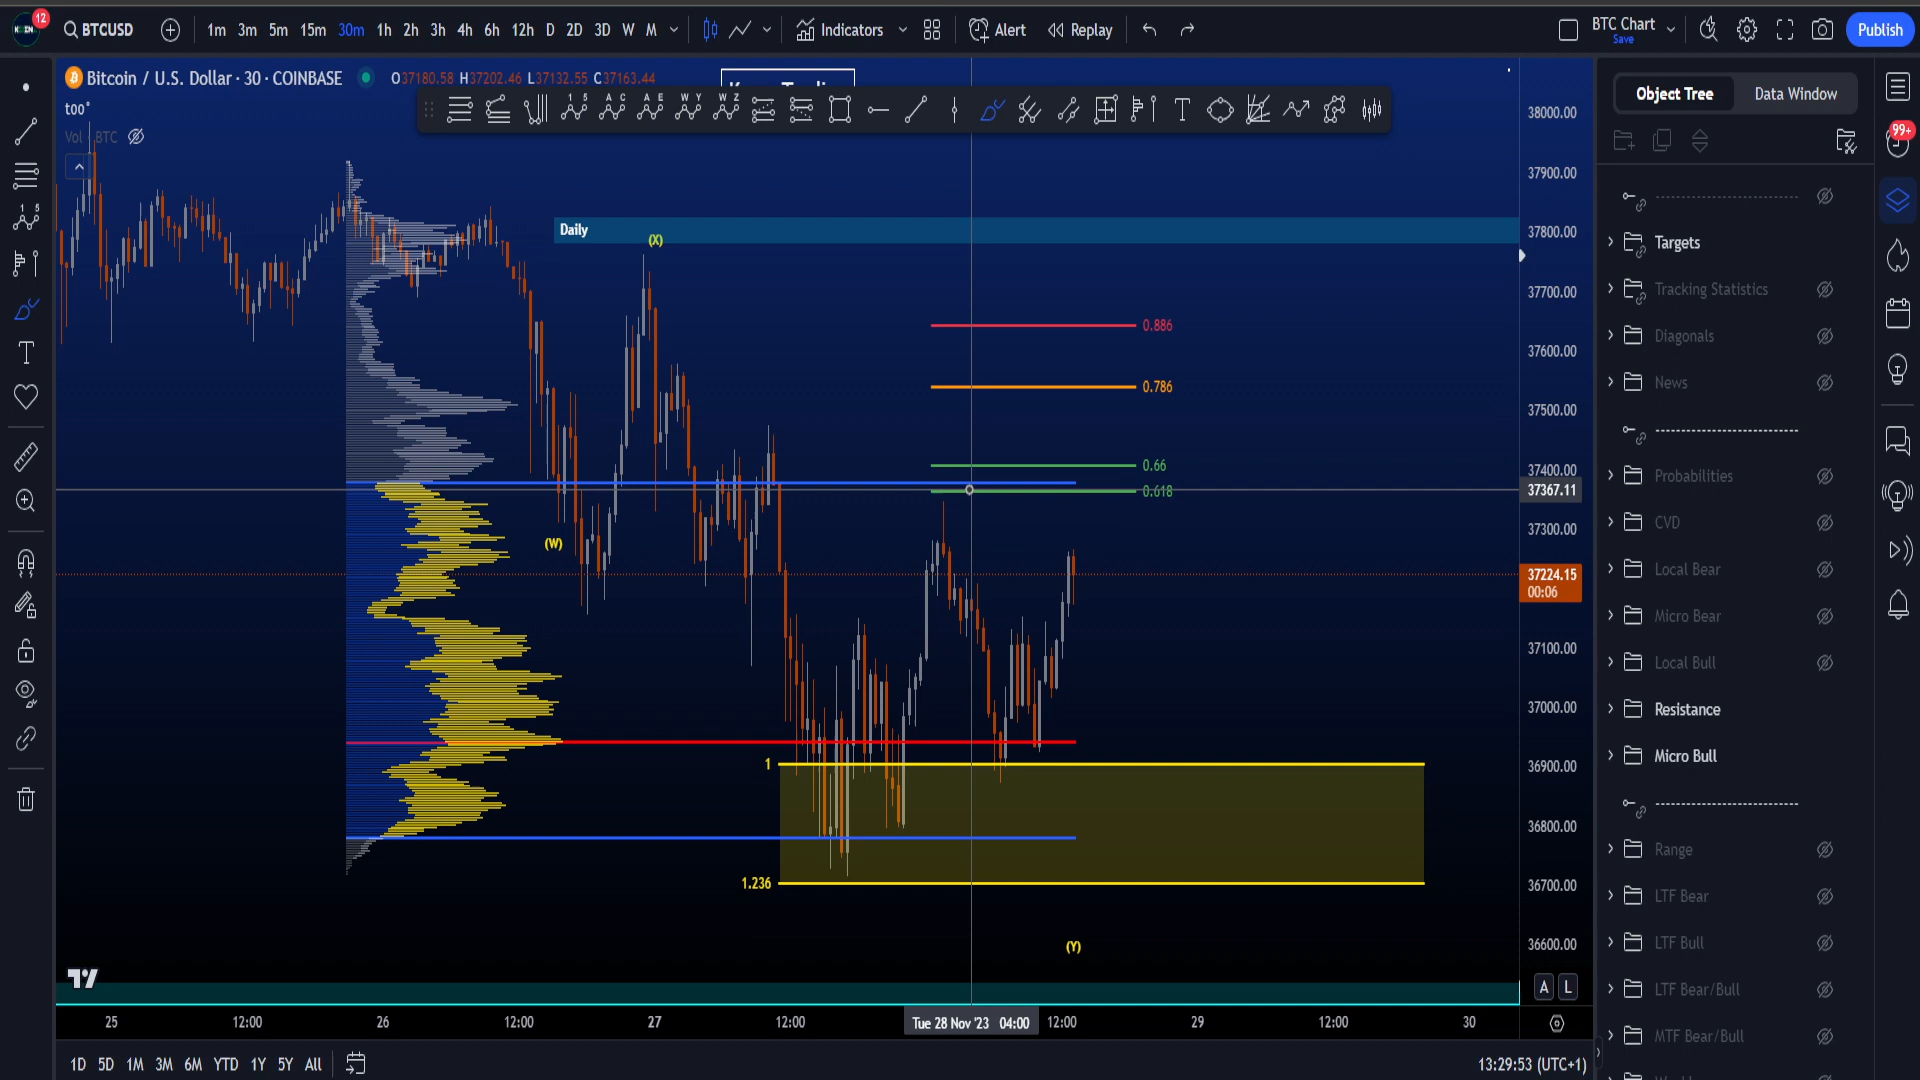 12
BTCUSD
1m 3m 5m 15m 30m 1h 2h 3h 4h 6h 12h D 2D 3D W M
Indicators
Alert
Replay
BTC Chart
Save
Publish
Bitcoin / U.S. Dollar · 30 · COINBASE
O37180.58 H37202.46 L37132.55 C37163.44
too
Vol BTC
Object Tree
Data Window
99+
Targets
Tracking Statistics
Diagonals
News
Probabilities
CVD
Local Bear
Micro Bear
Local Bull
Resistance
Micro Bull
Range
LTF Bear
LTF Bull
LTF Bear/Bull
MTF Bear/Bull
Daily
(X)
0.886
0.786
0.66
0.618
(W)
1
1.236
(Y)
38000.00
37900.00
37800.00
37700.00
37600.00
37500.00
37400.00
37367.11
37300.00
37224.15
00:06
37100.00
37000.00
36900.00
36800.00
36700.00
36600.00
A L
25 12:00 26 12:00 27 12:00 Tue 28 Nov '23 04:00 12:00 29 12:00 30
1D 5D 1M 3M 6M YTD 1Y 5Y All
13:29:53 (UTC+1)